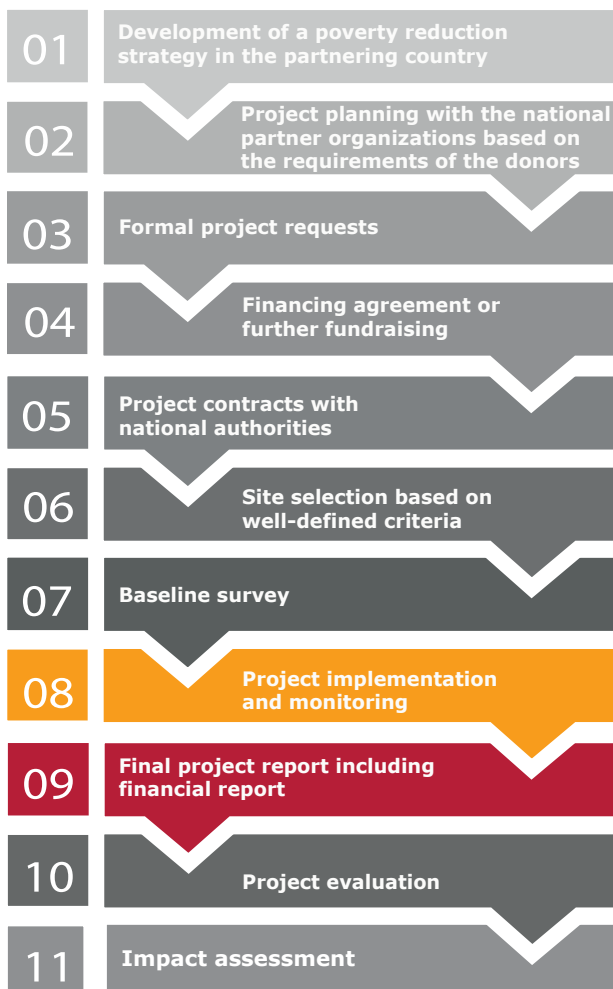 01
Development of a poverty reduction
strategy in the partnering country
02
Project planning with the national
partner organizations based on
the requirements of the donors
03
Formal project requests
04
Financing agreement or
further fundraising
05
Project contracts with
national authorities
06
Site selection based on
well-defined criteria
07
Baseline survey
08
Project implementation
and monitoring
09
Final project report including
financial report
10
Project evaluation
11
Impact assessment